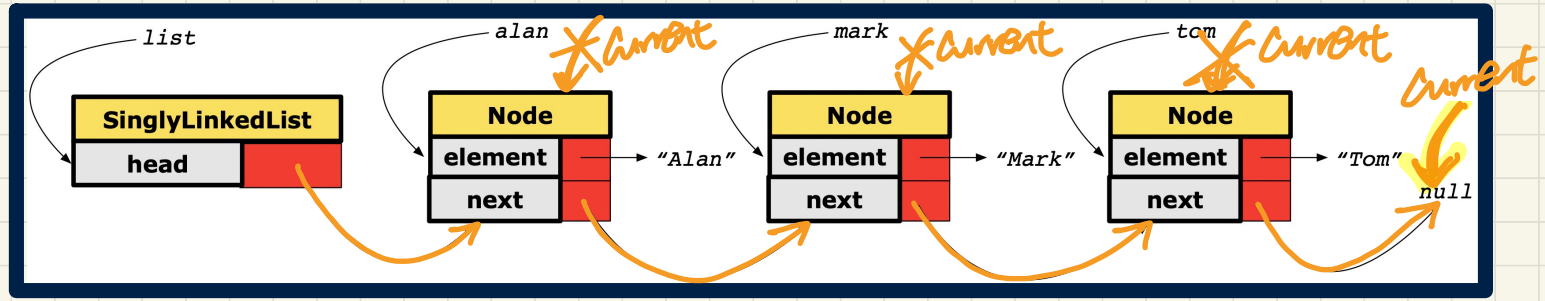 list
alan
current
mark
current
tom
current
current
SinglyLinkedList
head
Node
element
"Alan"
next
Node
element
"Mark"
next
Node
element
"Tom"
next
null